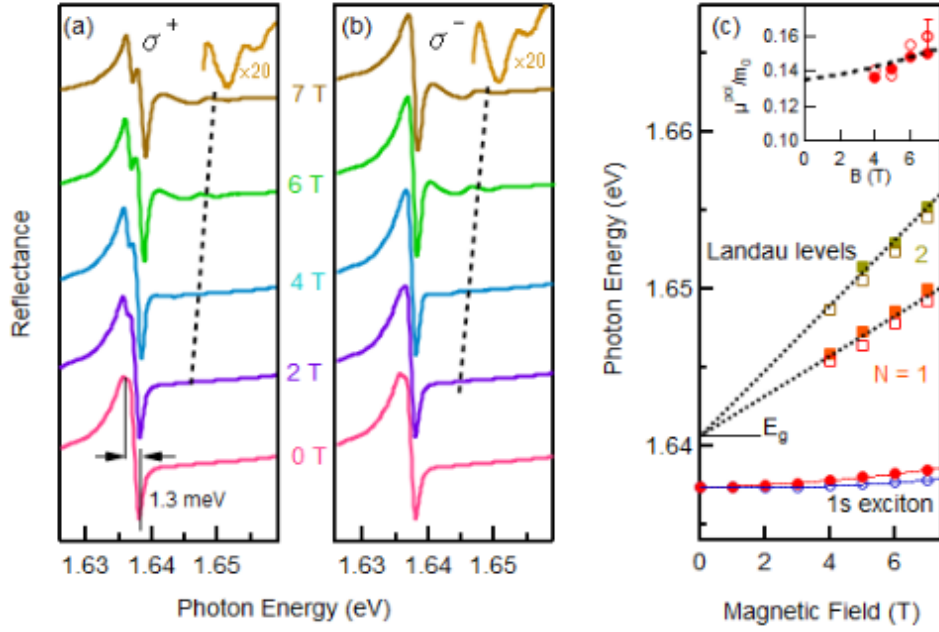 (a) σ+
×20
7 T
6 T
4 T
2 T
0 T
1.3 meV
Reflectance
1.63 1.64 1.65
(b) σ−
×20
1.63 1.64 1.65
Photon Energy (eV)
(c)
0.16
0.14
0.12
0.10
μpol/m0
0 2 4 6
B (T)
1.66
1.65
1.64
Photon Energy (eV)
Landau levels
2
N = 1
Eg
1s exciton
0 2 4 6
Magnetic Field (T)